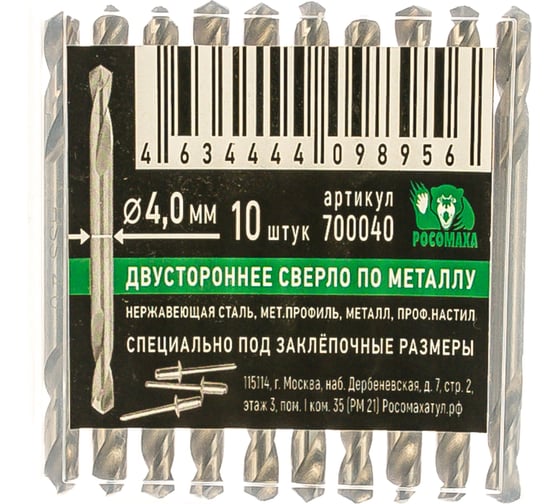 4 634444 098956
⌀4,0 мм 10 штук
артикул 700040
РОСОМАХА
ДВУСТОРОННЕЕ СВЕРЛО ПО МЕТАЛЛУ
НЕРЖАВЕЮЩАЯ СТАЛЬ, МЕТ.ПРОФИЛЬ, МЕТАЛЛ, ПРОФ.НАСТИЛ
СПЕЦИАЛЬНО ПОД ЗАКЛЁПОЧНЫЕ РАЗМЕРЫ
115114, г. Москва, наб. Дербеневская, д. 7, стр. 2,
этаж 3, пом. I ком. 35 (РМ 21) Росомахатул.рф